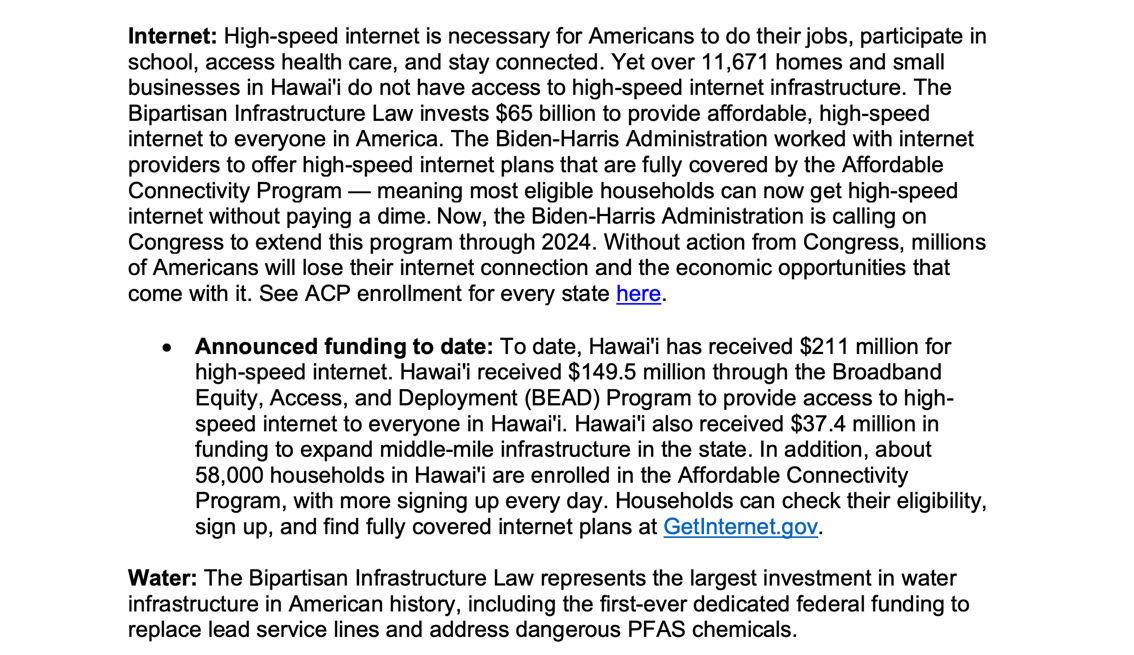 Internet: High-speed internet is necessary for Americans to do their jobs, participate in
school, access health care, and stay connected. Yet over 11,671 homes and small
businesses in Hawai'i do not have access to high-speed internet infrastructure. The
Bipartisan Infrastructure Law invests $65 billion to provide affordable, high-speed
internet to everyone in America. The Biden-Harris Administration worked with internet
providers to offer high-speed internet plans that are fully covered by the Affordable
Connectivity Program — meaning most eligible households can now get high-speed
internet without paying a dime. Now, the Biden-Harris Administration is calling on
Congress to extend this program through 2024. Without action from Congress, millions
of Americans will lose their internet connection and the economic opportunities that
come with it. See ACP enrollment for every state here.
• Announced funding to date: To date, Hawai'i has received $211 million for
high-speed internet. Hawai'i received $149.5 million through the Broadband
Equity, Access, and Deployment (BEAD) Program to provide access to high-
speed internet to everyone in Hawai'i. Hawai'i also received $37.4 million in
funding to expand middle-mile infrastructure in the state. In addition, about
58,000 households in Hawai'i are enrolled in the Affordable Connectivity
Program, with more signing up every day. Households can check their eligibility,
sign up, and find fully covered internet plans at GetInternet.gov.
Water: The Bipartisan Infrastructure Law represents the largest investment in water
infrastructure in American history, including the first-ever dedicated federal funding to
replace lead service lines and address dangerous PFAS chemicals.